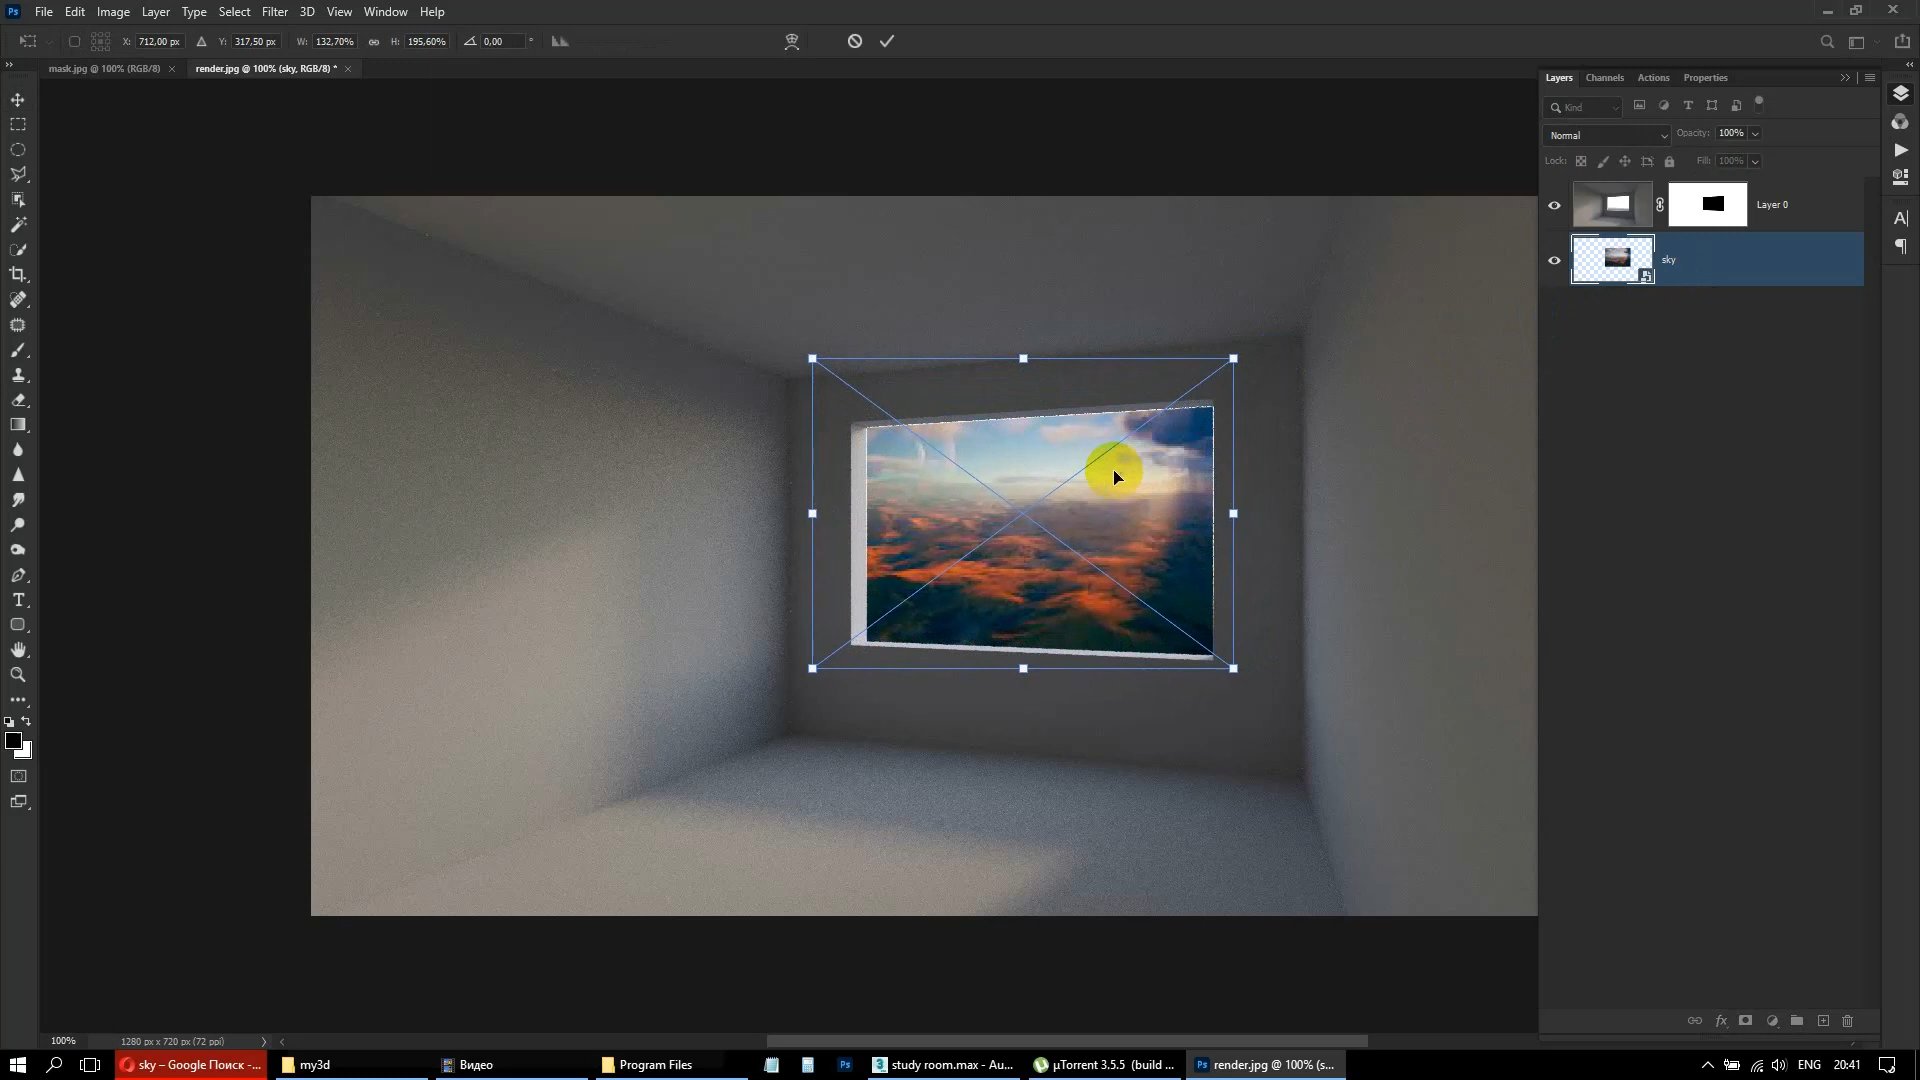 Ps File Edit Image Layer Type Select Filter 3D View Window Help
X: 712,00 px Y: 317,50 px W: 132,70% H: 195,60% 0,00 °
mask.jpg @ 100% (RGB/8) × render.jpg @ 100% (sky, RGB/8) * ×
Layers Channels Actions Properties
Kind
Normal Opacity: 100%
Lock: Fill: 100%
Layer 0
sky
100% 1280 px x 720 px (72 ppi)
sky – Google Поиск -... my3d Видео Program Files Ps study room.max - Au... µTorrent 3.5.5 (build ... Ps render.jpg @ 100% (s... ENG 20:41